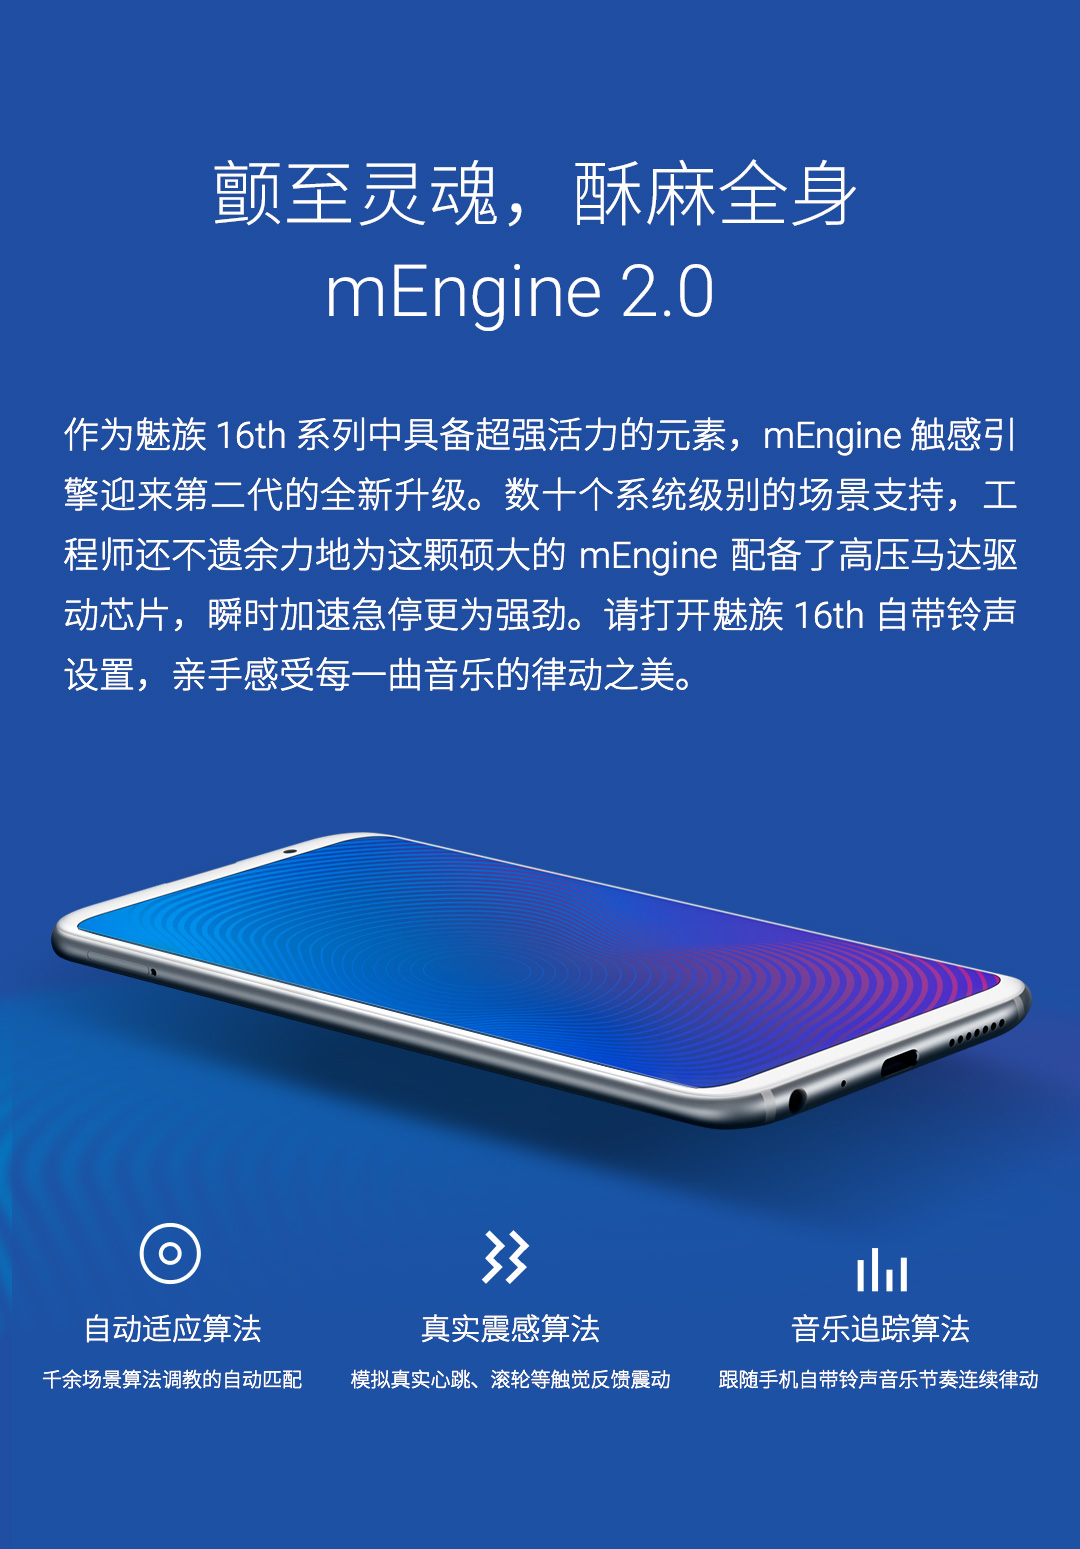 颤至灵魂，酥麻全身
mEngine 2.0
作为魅族 16th 系列中具备超强活力的元素，mEngine 触感引
擎迎来第二代的全新升级。数十个系统级别的场景支持，工
程师还不遗余力地为这颗硕大的 mEngine 配备了高压马达驱
动芯片，瞬时加速急停更为强劲。请打开魅族 16th 自带铃声
设置，亲手感受每一曲音乐的律动之美。
自动适应算法
千余场景算法调教的自动匹配
真实震感算法
模拟真实心跳、滚轮等触觉反馈震动
音乐追踪算法
跟随手机自带铃声音乐节奏连续律动